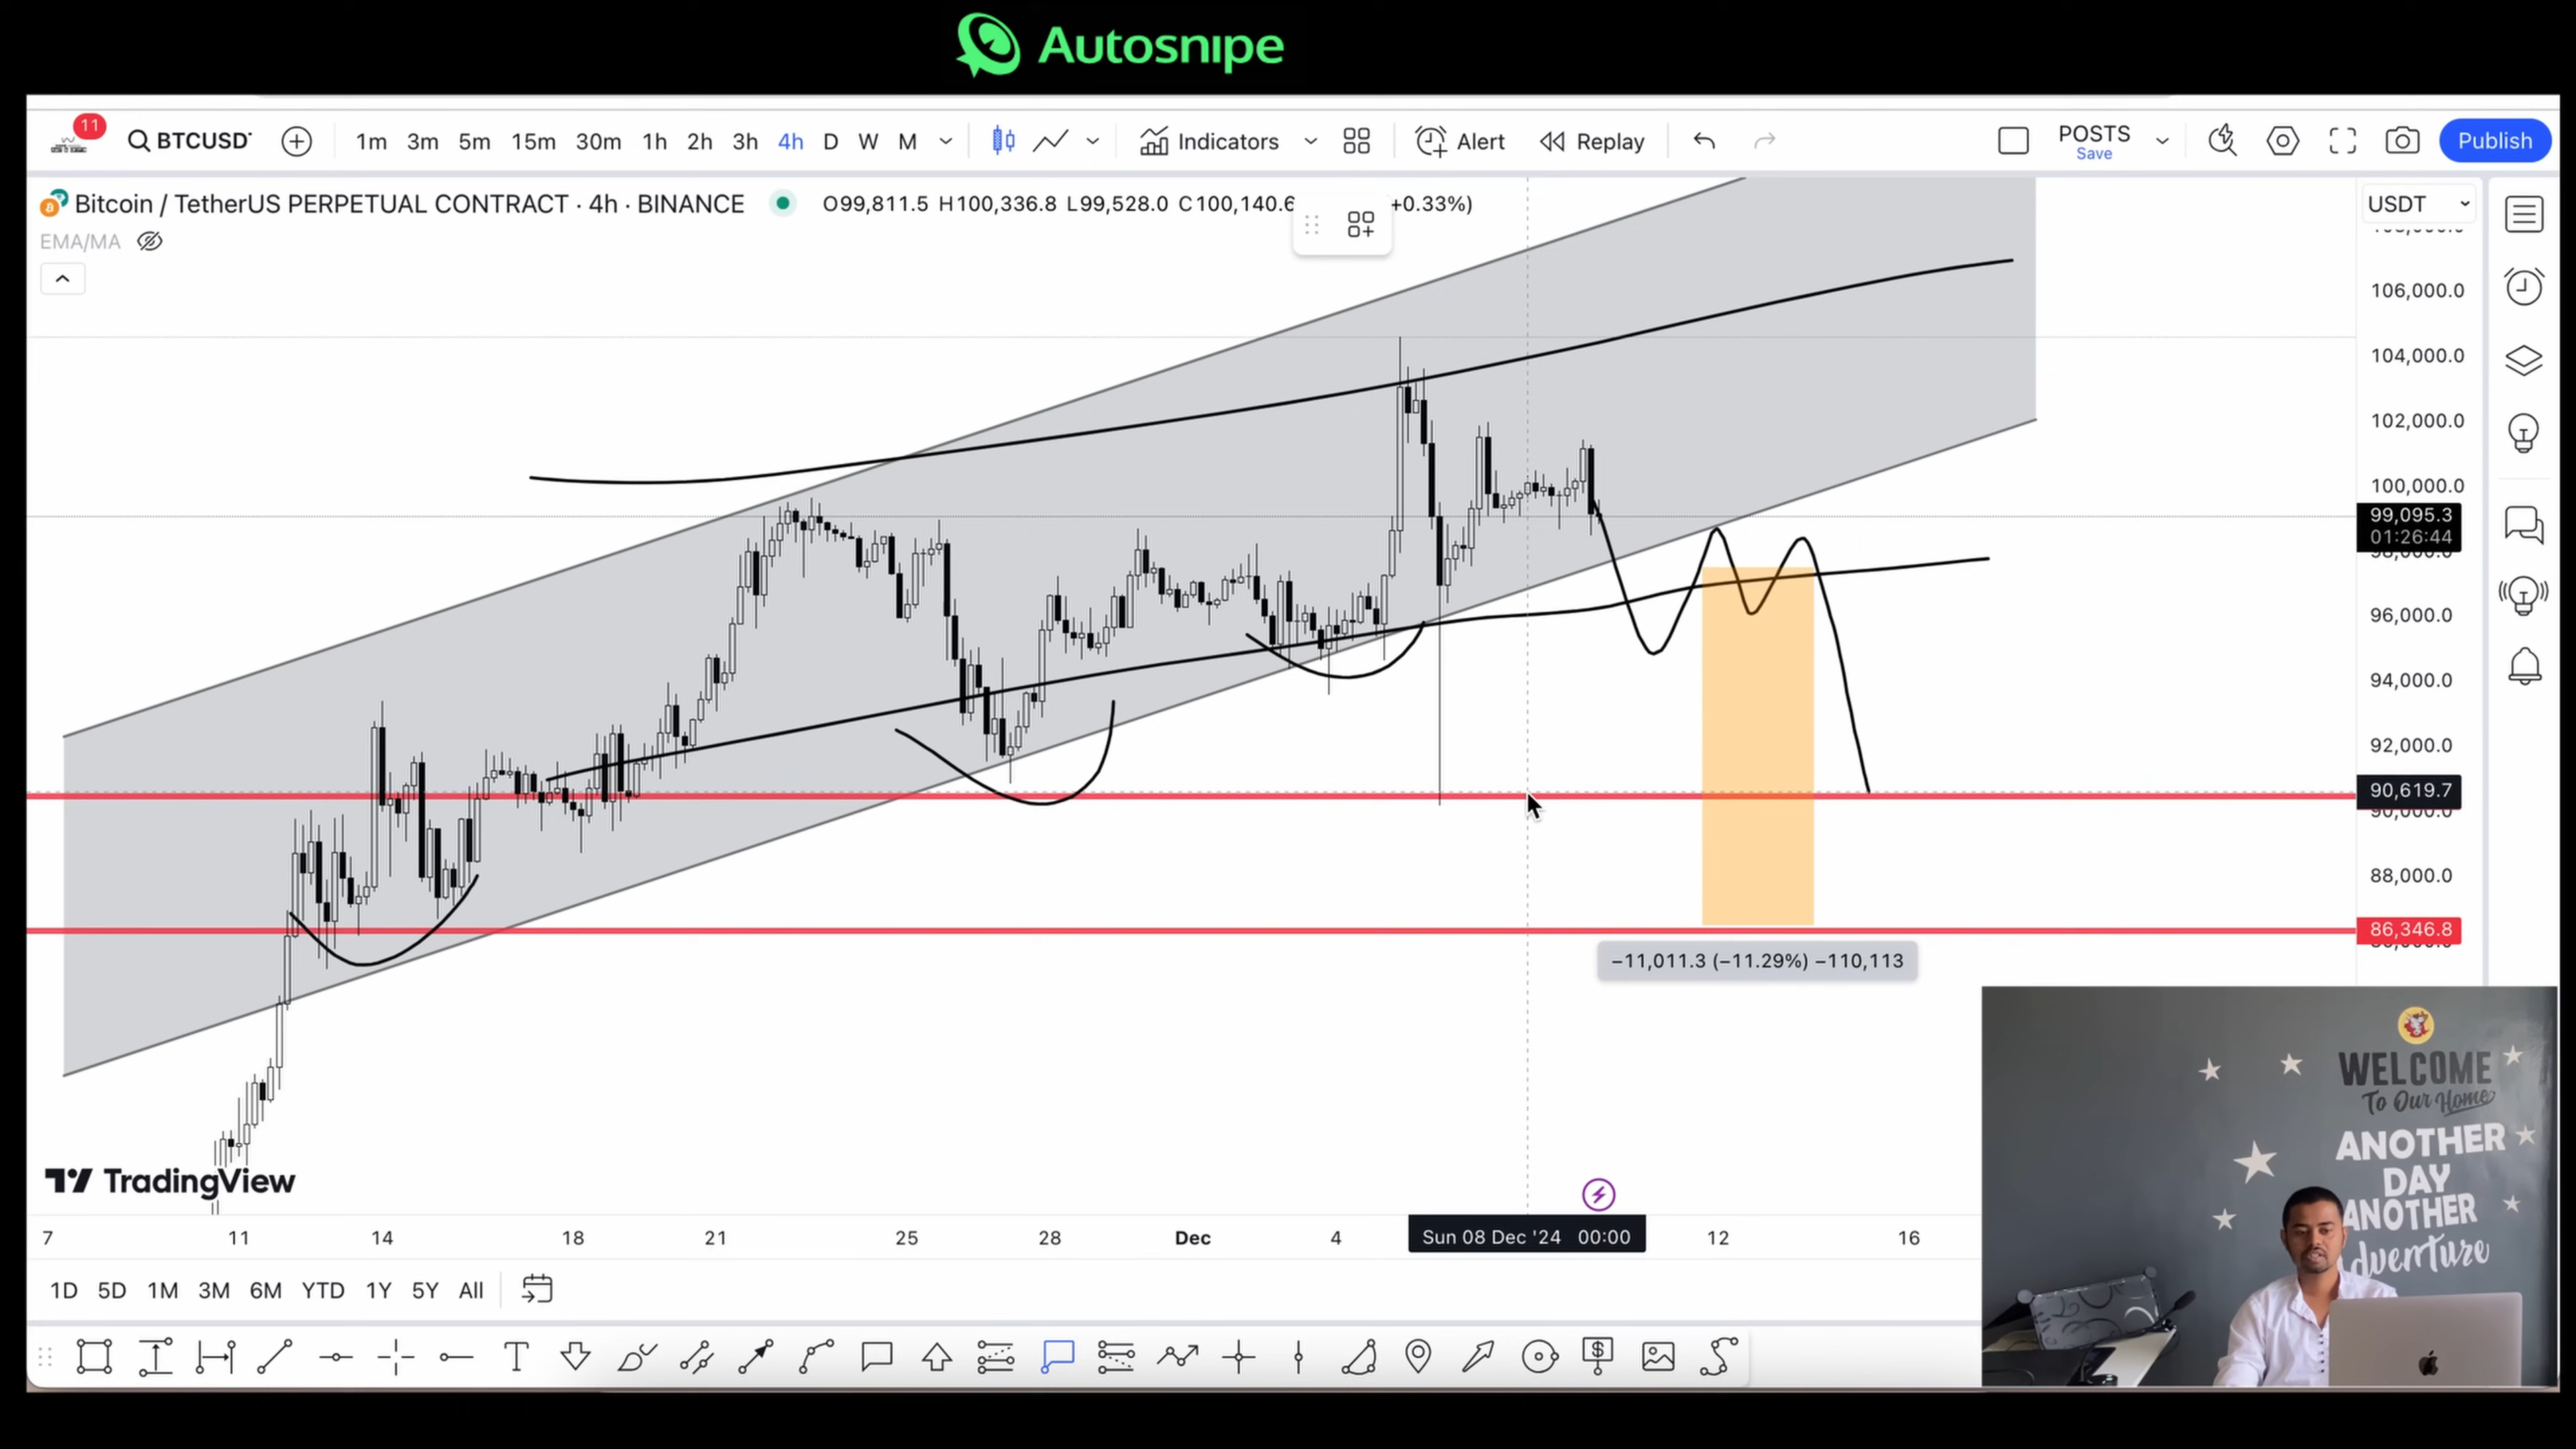 Autosnipe
11
BTCUSD
1m 3m 5m 15m 30m 1h 2h 3h 4h D W M
Indicators
Alert
Replay
POSTS
Save
Publish
Bitcoin / TetherUS PERPETUAL CONTRACT · 4h · BINANCE
O99,811.5 H100,336.8 L99,528.0 C100,140.6 +0.33%)
USDT
EMA/MA
106,000.0
104,000.0
102,000.0
100,000.0
99,095.3
01:26:44
96,000.0
94,000.0
92,000.0
90,619.7
90,000.0
88,000.0
86,346.8
−11,011.3 (−11.29%) −110,113
TradingView
7 11 14 18 21 25 28 Dec 4 Sun 08 Dec '24 00:00 12 16
1D 5D 1M 3M 6M YTD 1Y 5Y All
WELCOME
To Our Home
ANOTHER
DAY
ANOTHER
Adventure